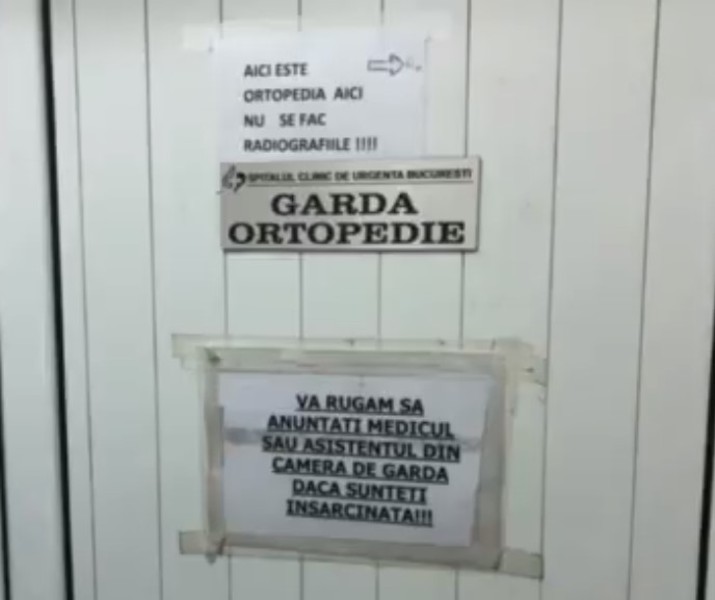 AICI ESTE
ORTOPEDIA AICI
NU SE FAC
RADIOGRAFIILE !!!!
SPITALUL CLINIC DE URGENTA BUCURESTI
GARDA
ORTOPEDIE
VA RUGAM SA
ANUNTATI MEDICUL
SAU ASISTENTUL DIN
CAMERA DE GARDA
DACA SUNTETI
INSARCINATA!!!